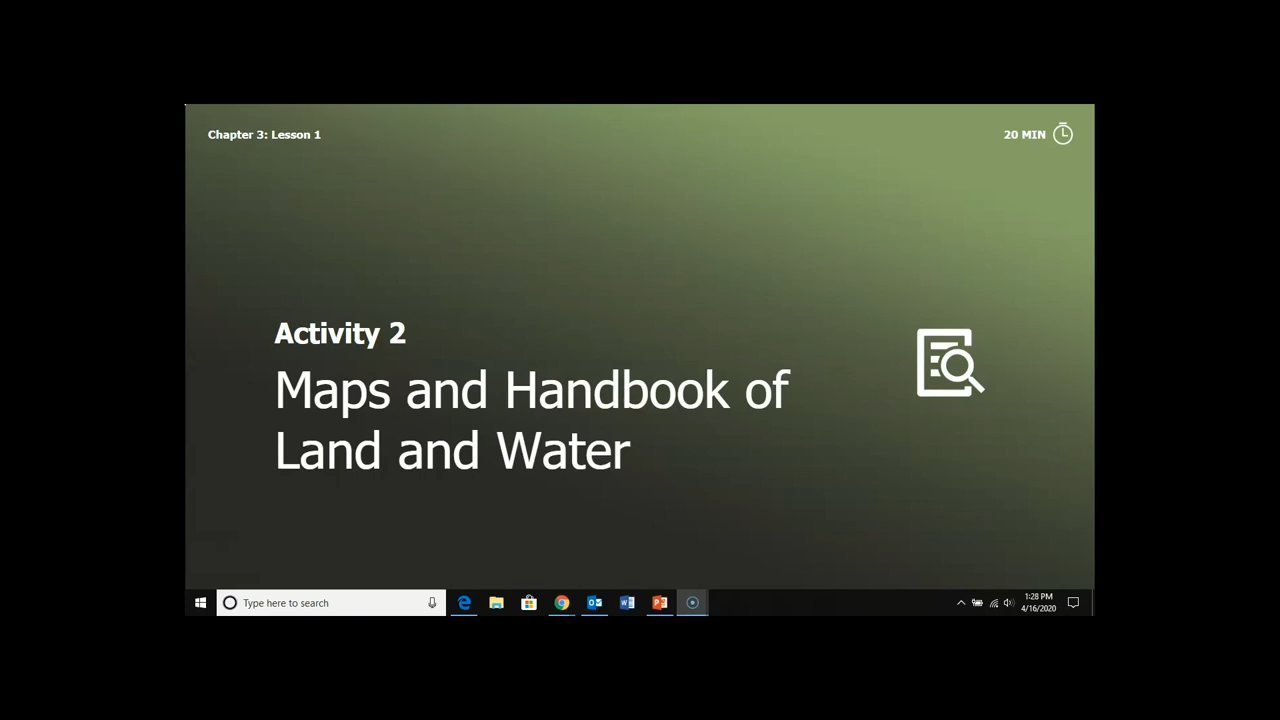 Chapter 3: Lesson 1
20 MIN
Activity 2
Maps and Handbook of
Land and Water
Type here to search
1:28 PM
4/16/2020